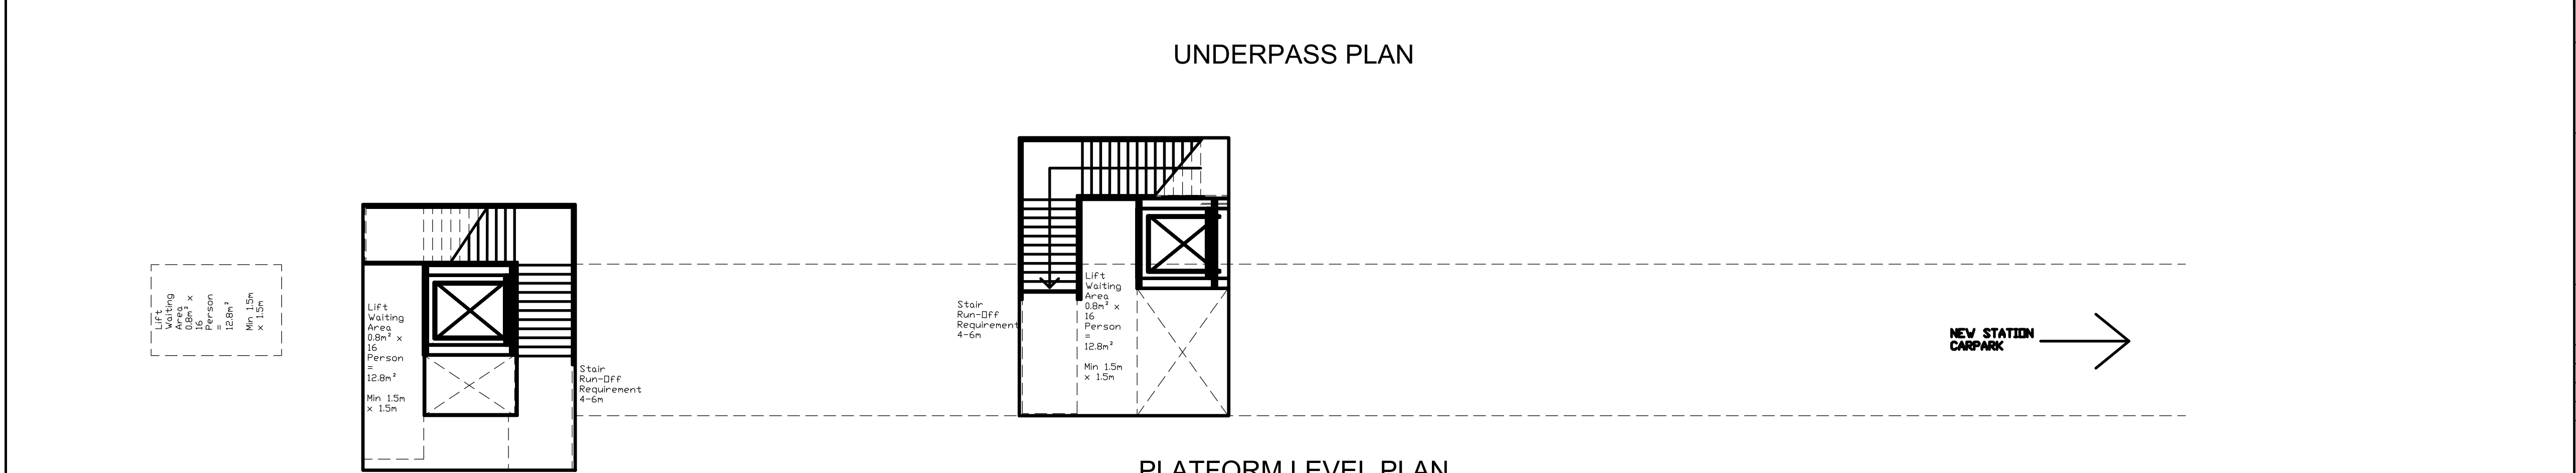 UNDERPASS PLAN
Lift
Waiting
Area
0.8m² x
16
Person
=
12.8m²
Min 1.5m
x 1.5m
Lift
Waiting
Area
0.8m² x
16
Person
=
12.8m²
Min 1.5m
x 1.5m
Stair
Run-Off
Requirement
4-6m
Stair
Run-Off
Requirement
4-6m
Lift
Waiting
Area
0.8m² x
16
Person
=
12.8m²
Min 1.5m
x 1.5m
NEW STATION
CARPARK
PLATFORM LEVEL PLAN